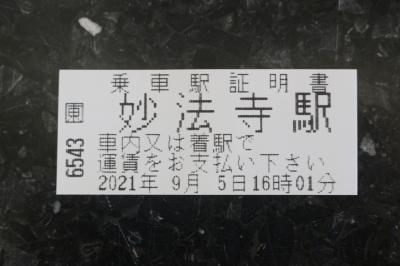 乗車駅証明書
妙法寺駅
車内又は着駅で
運賃をお支払い下さい
2021年 9月 5日16時01分
6543